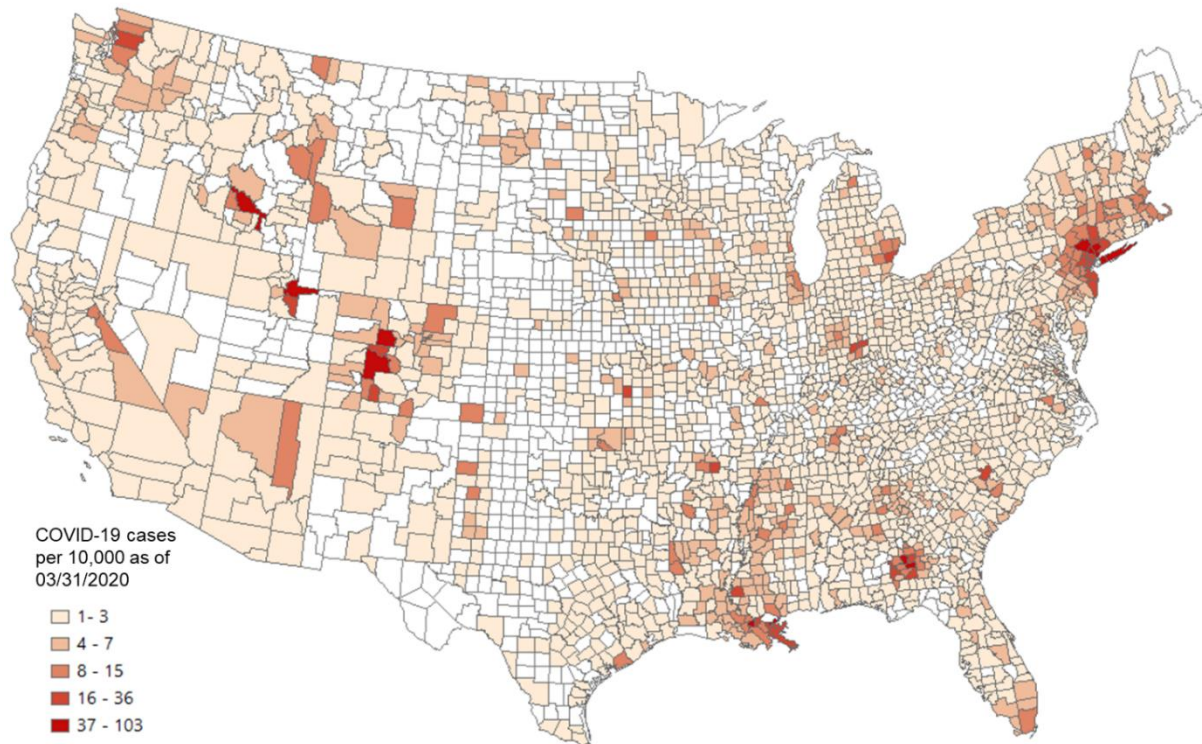 COVID-19 cases
per 10,000 as of
03/31/2020
1- 3
4 - 7
8 - 15
16 - 36
37 - 103